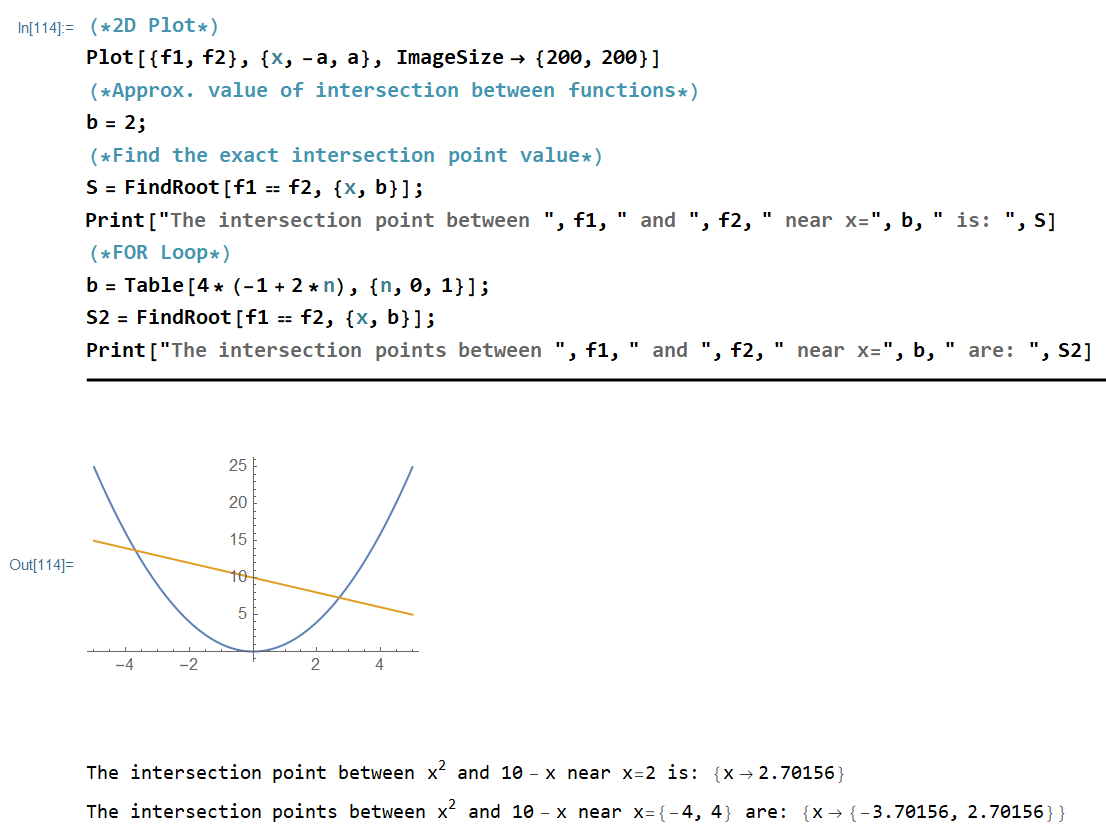 In[114]:= (*2D Plot*)
Plot[{f1, f2}, {x, -a, a}, ImageSize → {200, 200}]
(*Approx. value of intersection between functions*)
b = 2;
(*Find the exact intersection point value*)
S = FindRoot[f1 == f2, {x, b}];
Print["The intersection point between ", f1, " and ", f2, " near x=", b, " is: ", S]
(*FOR Loop*)
b = Table[4 * (-1 + 2 * n), {n, 0, 1}];
S2 = FindRoot[f1 == f2, {x, b}];
Print["The intersection points between ", f1, " and ", f2, " near x=", b, " are: ", S2]
25
20
15
Out[114]=
10
5
-4 -2 2 4
The intersection point between x² and 10 - x near x=2 is: {x → 2.70156}
The intersection points between x² and 10 - x near x={-4, 4} are: {x → {-3.70156, 2.70156}}